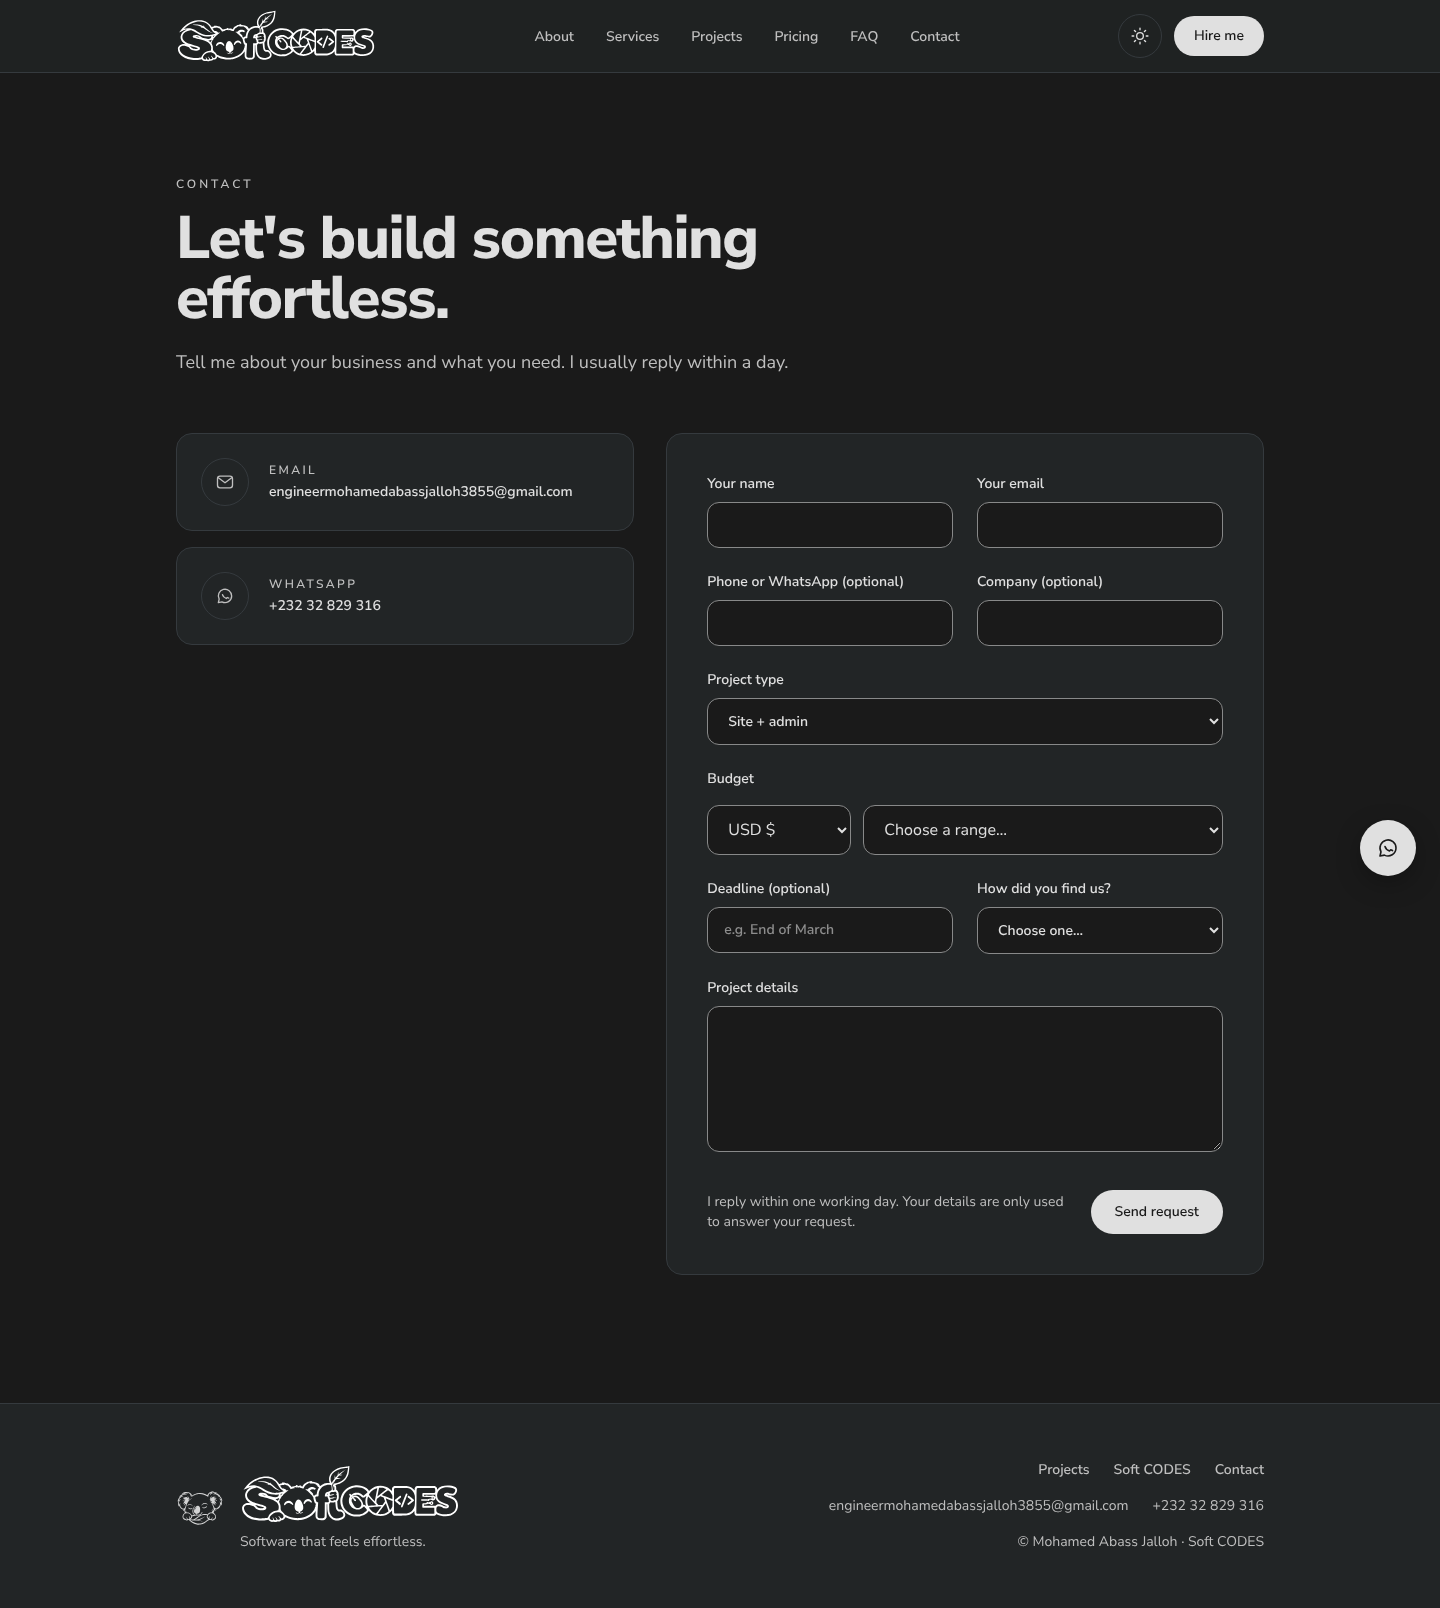 Soft CODES
About
Services
Projects
Pricing
FAQ
Contact
Hire me
CONTACT
Let's build something
effortless.
Tell me about your business and what you need. I usually reply within a day.
EMAIL
engineermohamedabassjalloh3855@gmail.com
WHATSAPP
+232 32 829 316
Your name
Your email
Phone or WhatsApp (optional)
Company (optional)
Project type
Site + admin
Budget
USD $
Choose a range...
Deadline (optional)
How did you find us?
e.g. End of March
Choose one...
Project details
I reply within one working day. Your details are only used
to answer your request.
Send request
Soft CODES
Software that feels effortless.
Projects
Soft CODES
Contact
engineermohamedabassjalloh3855@gmail.com
+232 32 829 316
© Mohamed Abass Jalloh · Soft CODES